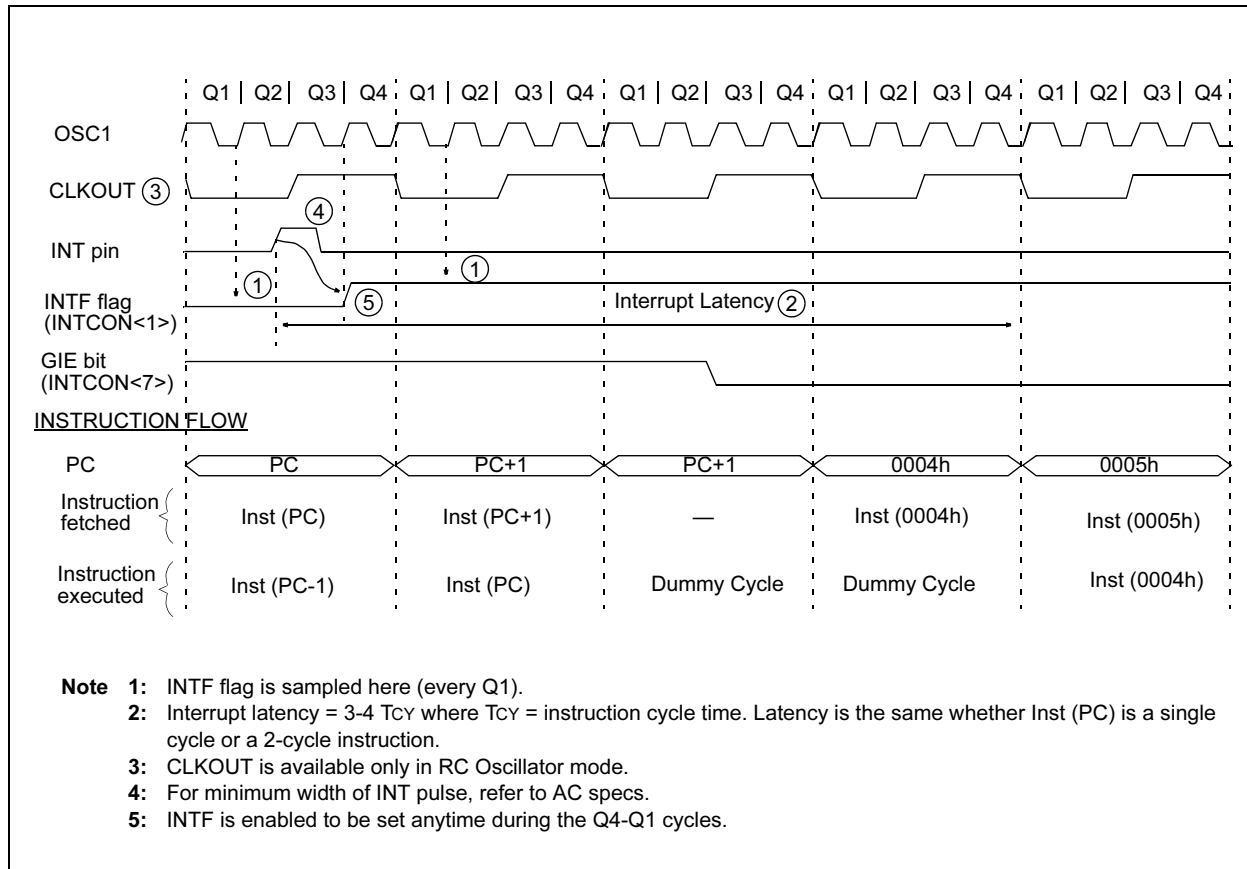 Q1 | Q2 | Q3 | Q4 Q1 | Q2 | Q3 | Q4 Q1 | Q2 | Q3 | Q4 Q1 | Q2 | Q3 | Q4 Q1 | Q2 | Q3 | Q4
OSC1
CLKOUT 3
4
INT pin
1 1
INTF flag
(INTCON<1>)
5 Interrupt Latency 2
GIE bit
(INTCON<7>)
INSTRUCTION FLOW
PC PC PC+1 PC+1 0004h 0005h
Instruction
fetched
Inst (PC) Inst (PC+1) — Inst (0004h) Inst (0005h)
Instruction
executed
Inst (PC-1) Inst (PC) Dummy Cycle Dummy Cycle Inst (0004h)
Note 1: INTF flag is sampled here (every Q1).
2: Interrupt latency = 3-4 TCY where TCY = instruction cycle time. Latency is the same whether Inst (PC) is a single
cycle or a 2-cycle instruction.
3: CLKOUT is available only in RC Oscillator mode.
4: For minimum width of INT pulse, refer to AC specs.
5: INTF is enabled to be set anytime during the Q4-Q1 cycles.